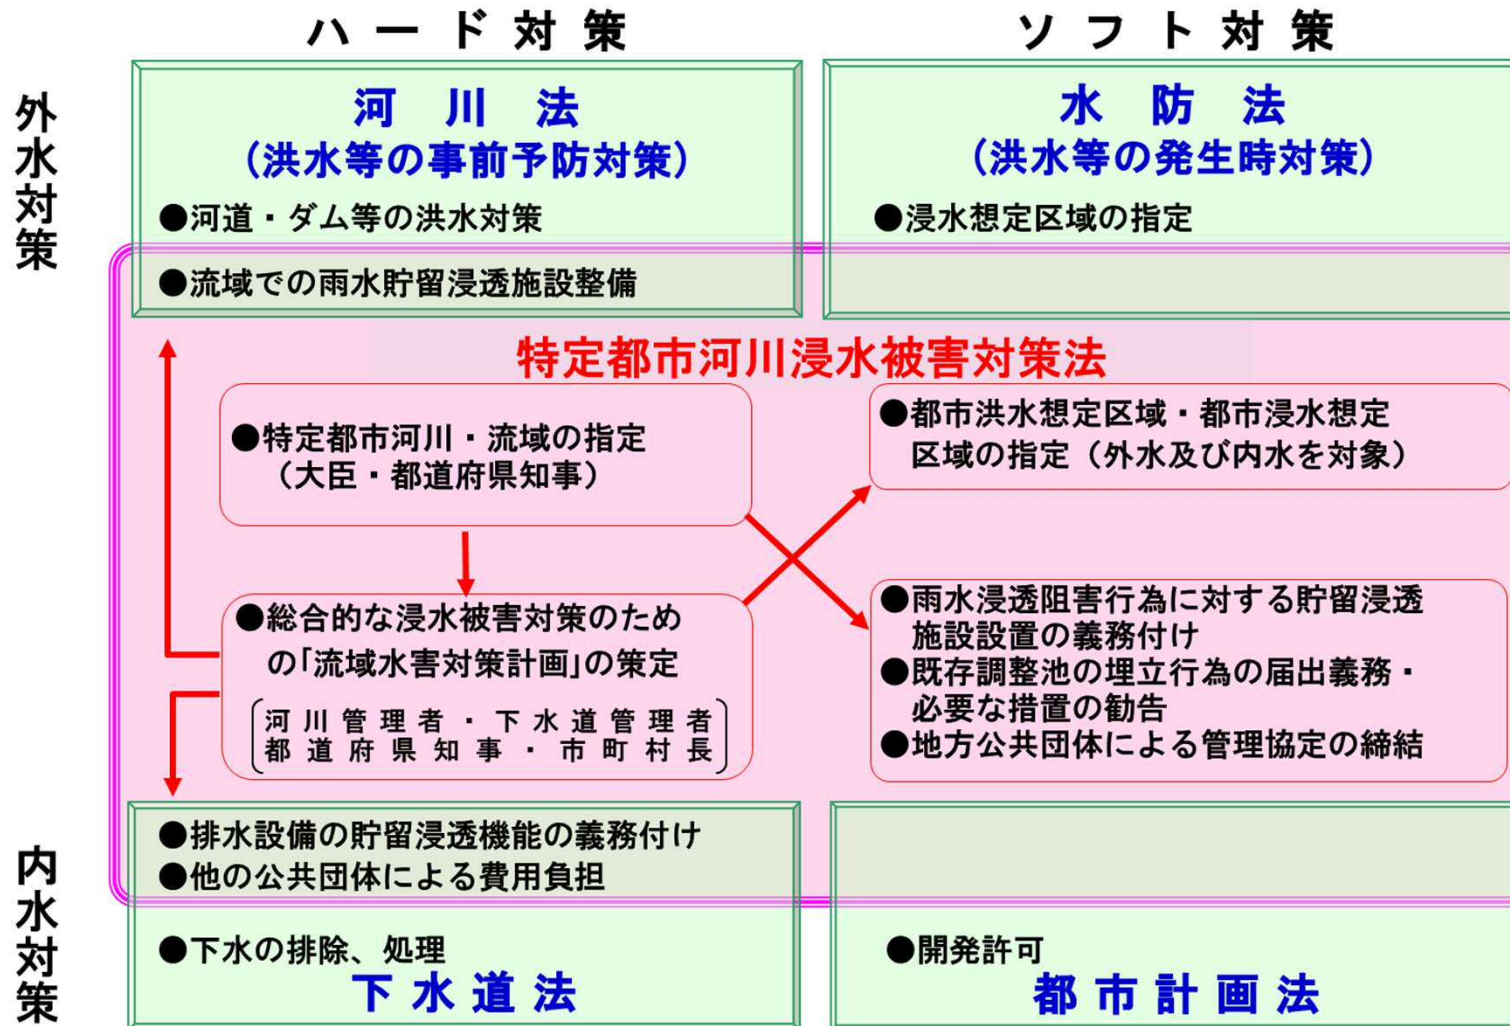 ハード対策
ソフト対策
外水対策
河川法
（洪水等の事前予防対策）
●河道・ダム等の洪水対策
●流域での雨水貯留浸透施設整備
水防法
（洪水等の発生時対策）
●浸水想定区域の指定
特定都市河川浸水被害対策法
●特定都市河川・流域の指定
（大臣・都道府県知事）
●都市洪水想定区域・都市浸水想定
区域の指定（外水及び内水を対象）
●総合的な浸水被害対策のため
の「流域水害対策計画」の策定
河川管理者・下水道管理者
都道府県知事・市町村長
●雨水浸透阻害行為に対する貯留浸透
施設設置の義務付け
●既存調整池の埋立行為の届出義務・
必要な措置の勧告
●地方公共団体による管理協定の締結
内水対策
●排水設備の貯留浸透機能の義務付け
●他の公共団体による費用負担
●下水の排除、処理
下水道法
●開発許可
都市計画法